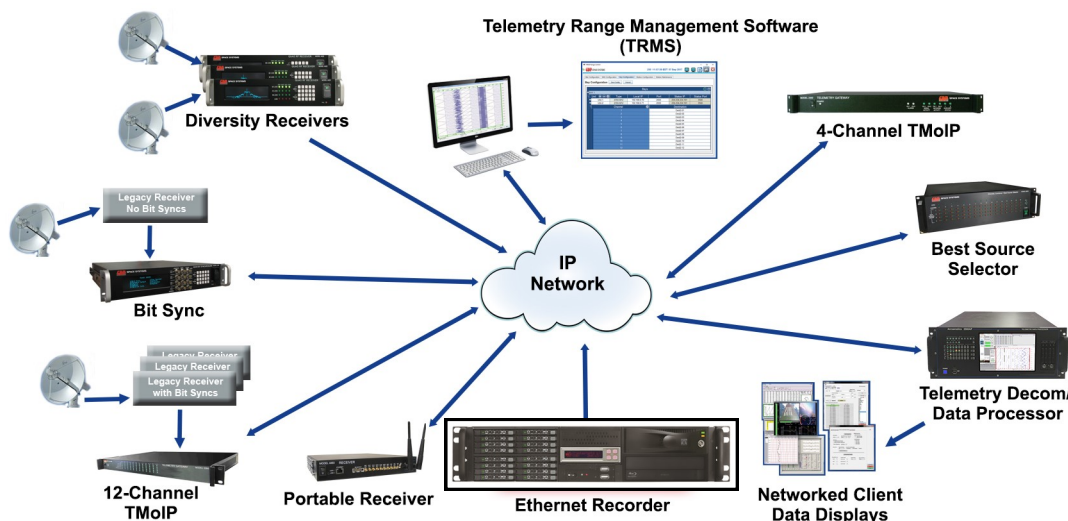 Telemetry Range Management Software
(TRMS)
Diversity Receivers
4-Channel TMoIP
Legacy Receiver
No Bit Syncs
IP
Network
Best Source
Selector
Bit Sync
Legacy Receiver
Legacy Receiver
Legacy Receiver
with Bit Syncs
Telemetry Decom/
Data Processor
12-Channel
TMoIP
Portable Receiver
Ethernet Recorder
Networked Client
Data Displays